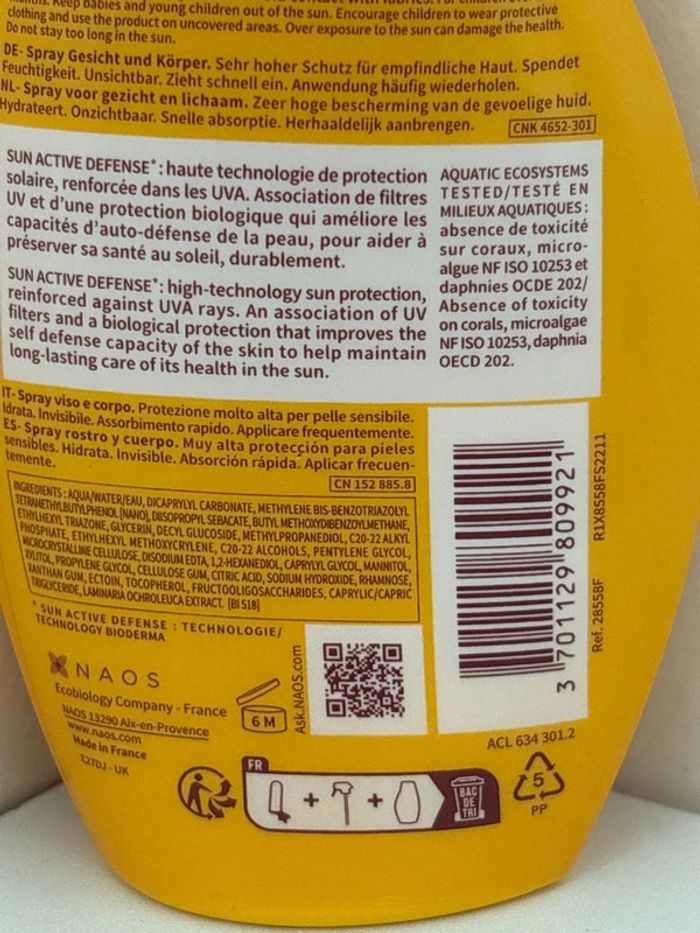 Keep babies and young children out of the sun. Encourage children to wear protective
clothing and use the product on uncovered areas. Over exposure to the sun can damage the health.
Do not stay too long in the sun.
DE- Spray Gesicht und Körper. Sehr hoher Schutz für empfindliche Haut. Spendet
Feuchtigkeit. Unsichtbar. Zieht schnell ein. Anwendung häufig wiederholen.
NL- Spray voor gezicht en lichaam. Zeer hoge bescherming van de gevoelige huid.
Hydrateert. Onzichtbaar. Snelle absorptie. Herhaaldelijk aanbrengen.
CNK 4652-301
SUN ACTIVE DEFENSE*: haute technologie de protection
solaire, renforcée dans les UVA. Association de filtres
UV et d'une protection biologique qui améliore les
capacités d'auto-défense de la peau, pour aider à
préserver sa santé au soleil, durablement.
SUN ACTIVE DEFENSE*: high-technology sun protection,
reinforced against UVA rays. An association of UV
filters and a biological protection that improves the
self defense capacity of the skin to help maintain
long-lasting care of its health in the sun.
AQUATIC ECOSYSTEMS
TESTED/TESTÉ EN
MILIEUX AQUATIQUES :
absence de toxicité
sur coraux, micro-
algue NF ISO 10253 et
daphnies OCDE 202/
Absence of toxicity
on corals, microalgae
NF ISO 10253, daphnia
OECD 202.
IT- Spray viso e corpo. Protezione molto alta per pelle sensibile.
Idrata. Invisibile. Assorbimento rapido. Applicare frequentemente.
ES- Spray rostro y cuerpo. Muy alta protección para pieles
sensibles. Hidrata. Invisible. Absorción rápida. Aplicar frecuen-
temente.
CN 152 885.8
INGREDIENTS : AQUA/WATER/EAU, DICAPRYLYL CARBONATE, METHYLENE BIS-BENZOTRIAZOLYL
TETRAMETHYLBUTYLPHENOL [NANO], DIISOPROPYL SEBACATE, BUTYL METHOXYDIBENZOYLMETHANE,
ETHYLHEXYL TRIAZONE, GLYCERIN, DECYL GLUCOSIDE, METHYLPROPANEDIOL, C20-22 ALKYL
PHOSPHATE, ETHYLHEXYL METHOXYCRYLENE, C20-22 ALCOHOLS, PENTYLENE GLYCOL,
MICROCRYSTALLINE CELLULOSE, DISODIUM EDTA, 1,2-HEXANEDIOL, CAPRYLYL GLYCOL, MANNITOL,
XYLITOL, PROPYLENE GLYCOL, CELLULOSE GUM, CITRIC ACID, SODIUM HYDROXIDE, RHAMNOSE,
XANTHAN GUM, ECTOIN, TOCOPHEROL, FRUCTOOLIGOSACCHARIDES, CAPRYLIC/CAPRIC
TRIGLYCERIDE, LAMINARIA OCHROLEUCA EXTRACT. [BI 518]
* SUN ACTIVE DEFENSE : TECHNOLOGIE/
TECHNOLOGY BIODERMA
NAOS
Ecobiology Company - France
NAOS 13290 Aix-en-Provence
www.naos.com
Made in France
E27DJ - UK
6 M
Ask.NAOS.com
3 701129 809921
Ref. 28558F
R1X8558FS2211
ACL 634 301.2
FR
+
+
BAC
DE
TRI
5
PP